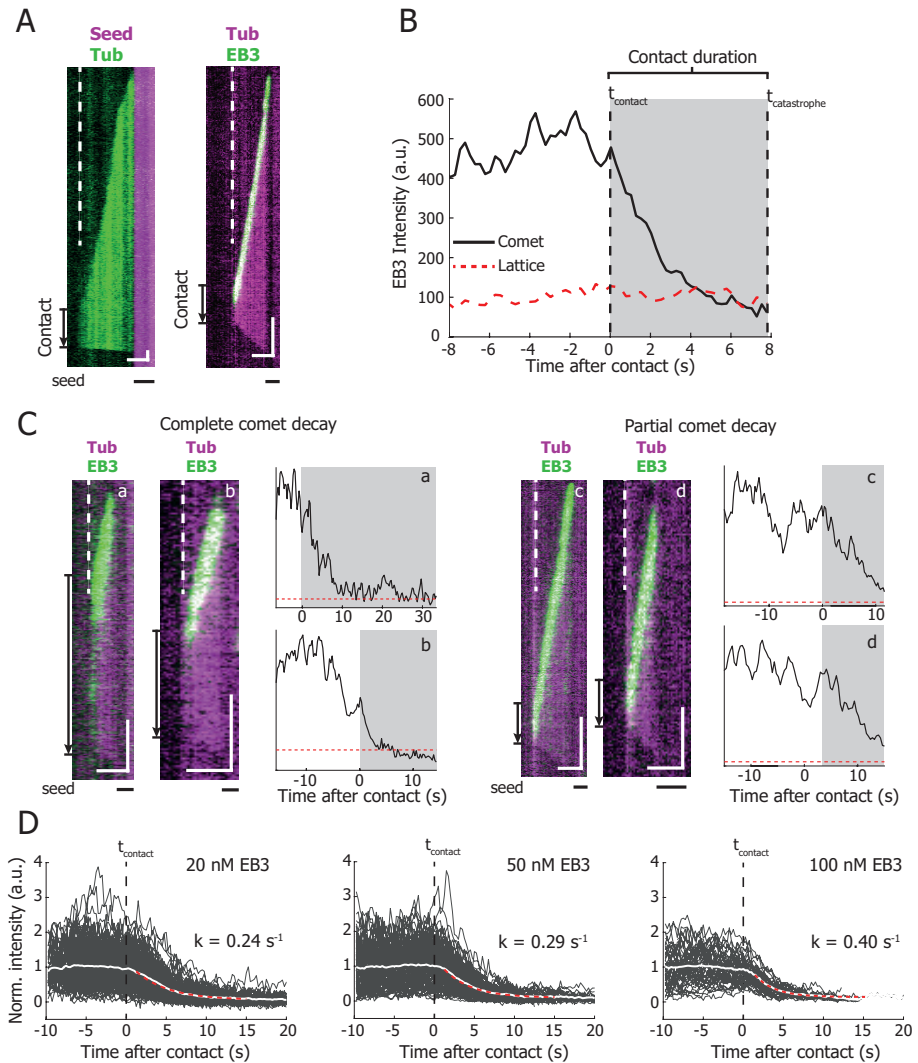 A
Seed
Tub
Tub
EB3
Contact
Contact
seed
B
Contact duration
t_contact
t_catastrophe
EB3 Intensity (a.u.)
600
500
400
300
200
100
0
Comet
Lattice
-8 -6 -4 -2 0 2 4 6 8
Time after contact (s)
C
Complete comet decay
Tub
EB3
Tub
EB3
a
b
seed
a
0 10 20 30
b
-10 0 10
Time after contact (s)
Partial comet decay
Tub
EB3
Tub
EB3
c
d
seed
c
-10 0 10
d
-10 0 10
Time after contact (s)
D
Norm. intensity (a.u.)
t_contact
20 nM EB3
k = 0.24 s⁻¹
4
3
2
1
0
-10 -5 0 5 10 15 20
Time after contact (s)
t_contact
50 nM EB3
k = 0.29 s⁻¹
4
3
2
1
0
-10 -5 0 5 10 15 20
Time after contact (s)
t_contact
100 nM EB3
k = 0.40 s⁻¹
4
3
2
1
0
-10 -5 0 5 10 15 20
Time after contact (s)